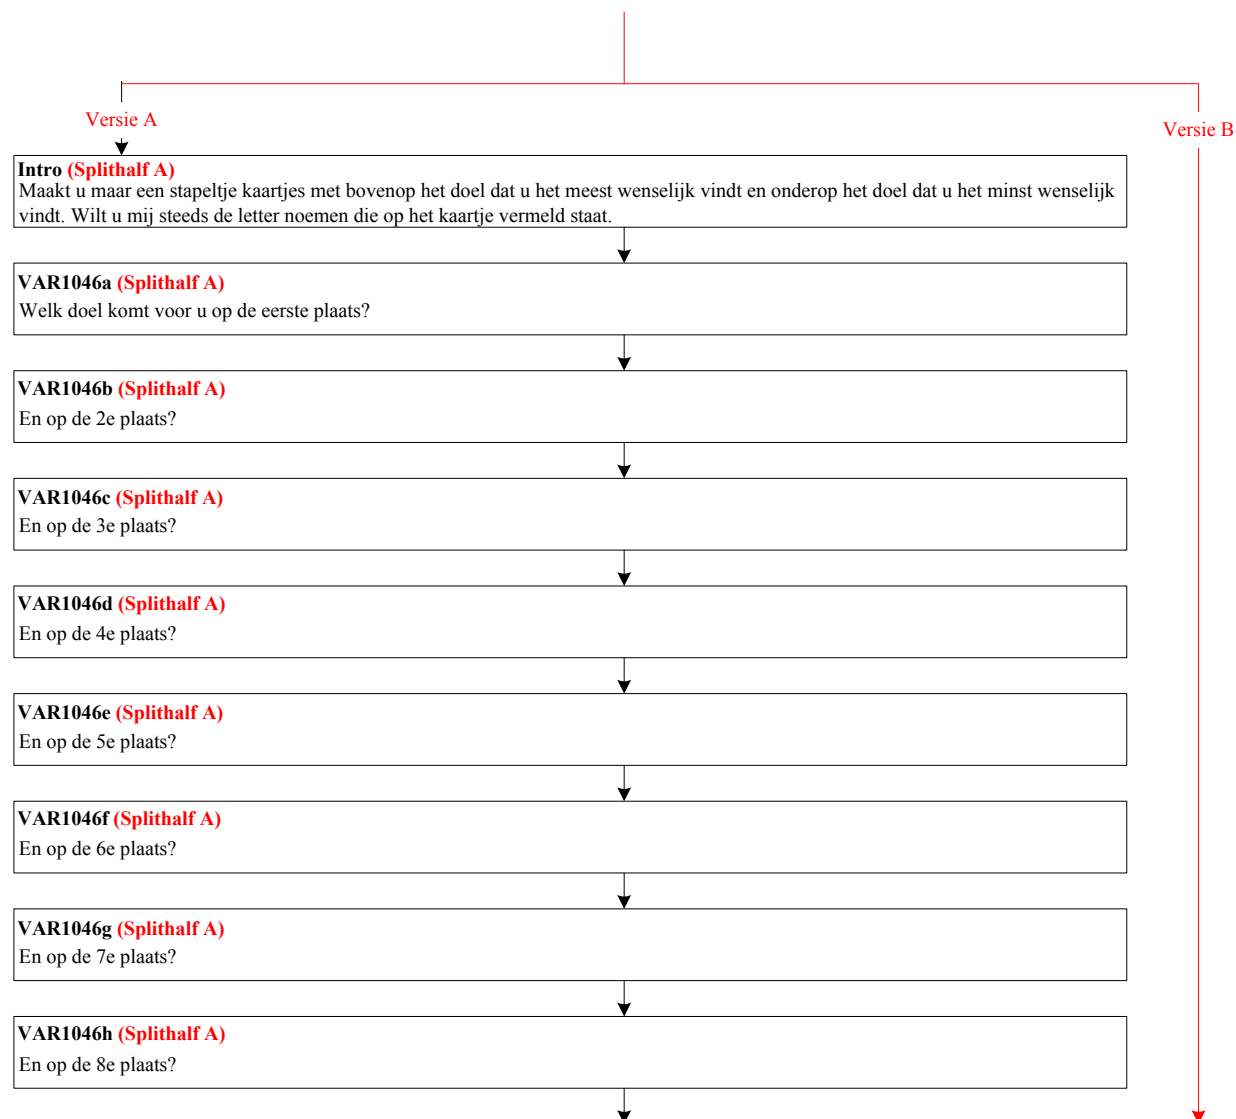 Versie A
Versie B
Intro (Splithalf A)
Maakt u maar een stapeltje kaartjes met bovenop het doel dat u het meest wenselijk vindt en onderop het doel dat u het minst wenselijk
vindt. Wilt u mij steeds de letter noemen die op het kaartje vermeld staat.
VAR1046a (Splithalf A)
Welk doel komt voor u op de eerste plaats?
VAR1046b (Splithalf A)
En op de 2e plaats?
VAR1046c (Splithalf A)
En op de 3e plaats?
VAR1046d (Splithalf A)
En op de 4e plaats?
VAR1046e (Splithalf A)
En op de 5e plaats?
VAR1046f (Splithalf A)
En op de 6e plaats?
VAR1046g (Splithalf A)
En op de 7e plaats?
VAR1046h (Splithalf A)
En op de 8e plaats?